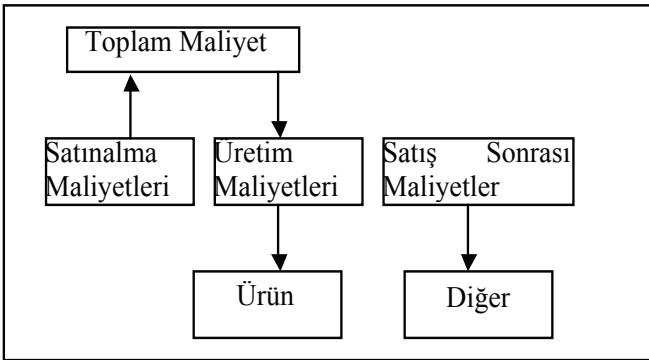 Toplam Maliyet
Satınalma
Maliyetleri
Üretim
Maliyetleri
Satış Sonrası
Maliyetler
Ürün
Diğer